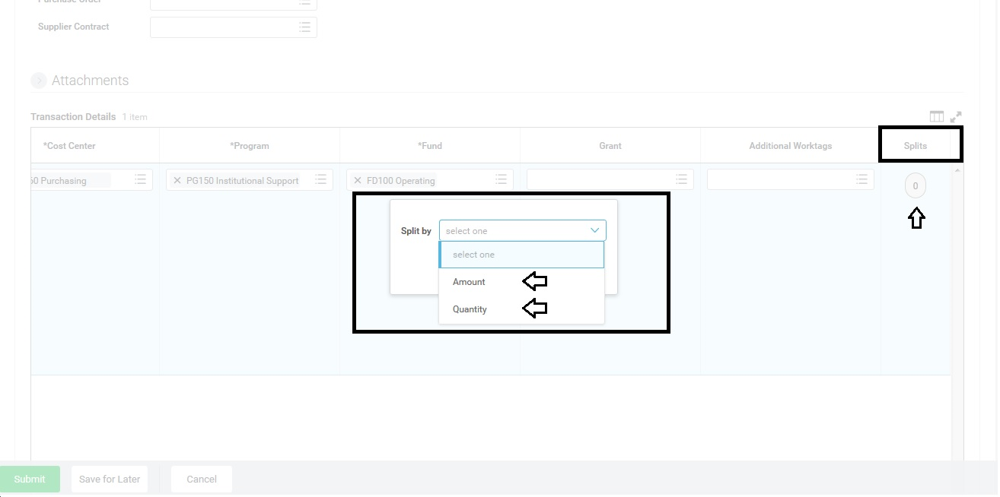 Purchase Order
Supplier Contract
Attachments
Transaction Details 1 item
*Cost Center *Program *Fund Grant Additional Worktags Splits
60 Purchasing PG150 Institutional Support FD100 Operating 0
Split by select one
select one
Amount
Quantity
Submit Save for Later Cancel